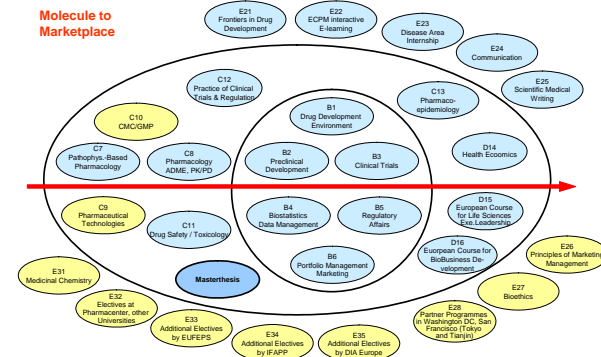 Molecule to
Marketplace
E21
Frontiers in Drug
Development
E22
ECPM interactive
E-learning
E23
Disease Area
Internship
E24
Communication
E25
Scientific Medical
Writing
C12
Practice of Clinical
Trials & Regulation
C13
Pharmaco-
epidemiology
C10
CMC/GMP
B1
Drug Development
Environment
C7
Pathophys.-Based
Pharmacology
C8
Pharmacology
ADME, PK/PD
B2
Preclinical
Development
B3
Clinical Trials
D14
Health Ecoomics
C9
Pharmaceutical
Technologies
C11
Drug Safety / Toxicology
B4
Biostatistics
Data Management
B5
Regulatory
Affairs
D15
European Course
for Life Sciences
Exe.Leadership
D16
Euorpean Course for
BioBusiness De-
velopment
B6
Portfolio Management
Marketing
Masterthesis
E26
Principles of Marketing
Management
E27
Bioethics
E28
Partner Programmes
in Washington DC, San
Francisco (Tokyo
and Tianjin)
E31
Medicinal Chemistry
E32
Electives at
Pharmacenter, other
Universities
E33
Additional Electives
by EUFEPS
E34
Additional Electives
by IFAPP
E35
Additional Electives
by DIA Europe